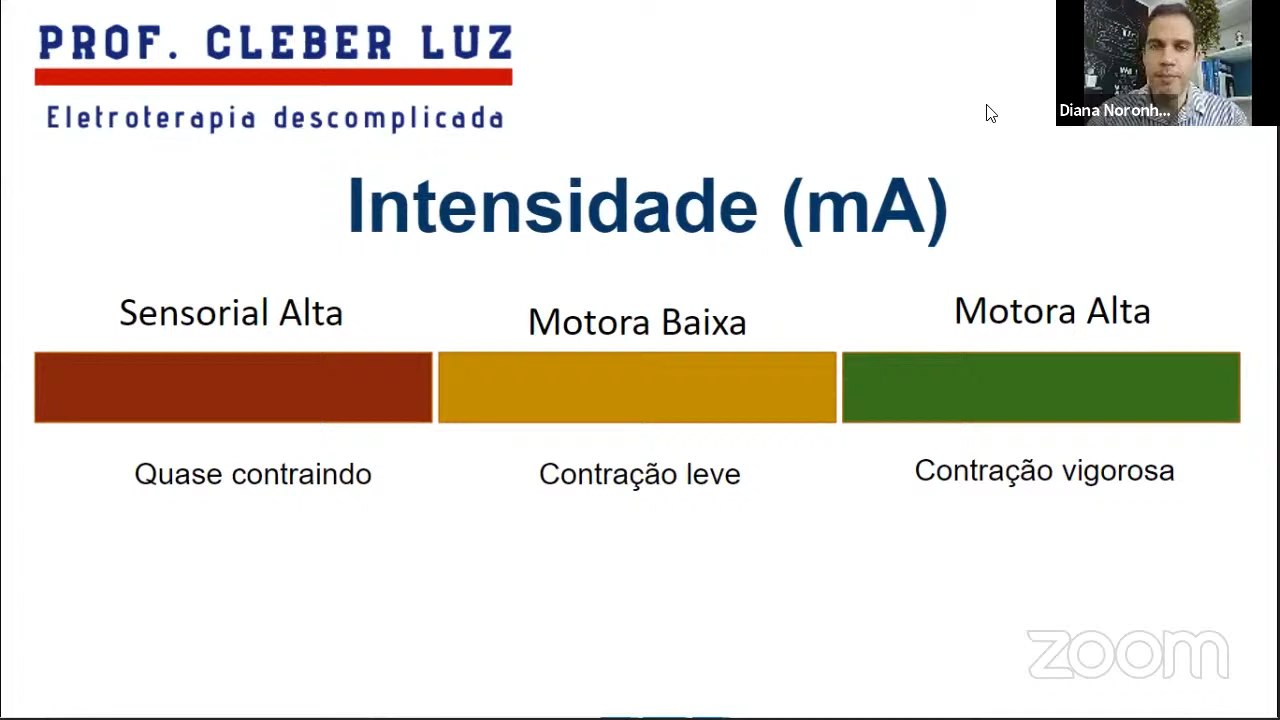 PROF. CLEBER LUZ
Eletroterapia descomplicada
Diana Noronh...
Intensidade (mA)
Sensorial Alta
Motora Baixa
Motora Alta
Quase contraindo
Contração leve
Contração vigorosa
zoom